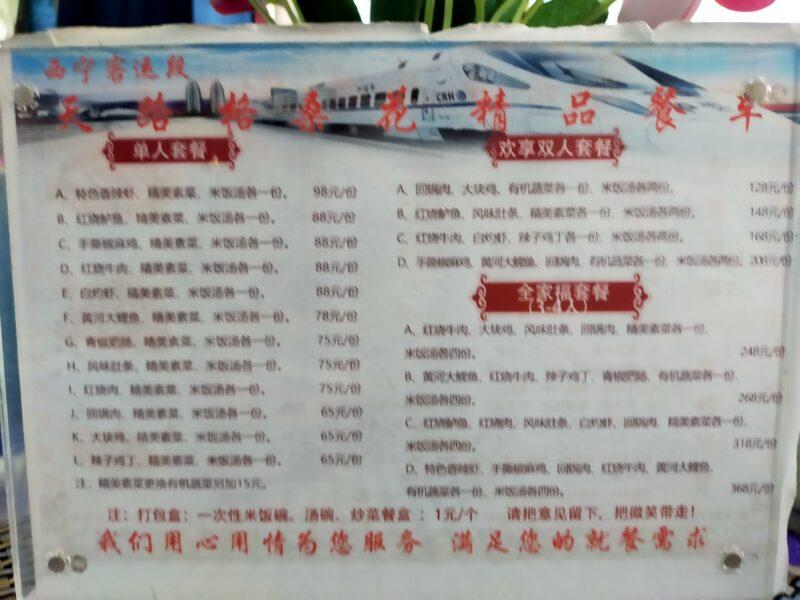 西宁客运段
天路格桑花精品餐车
CRH
单人套餐
A、特色香辣虾、精美素菜、米饭汤各一份。 98元/份
B、红烧鲈鱼、精美素菜、米饭汤各一份。 88元/份
C、手撕椒麻鸡、精美素菜、米饭汤各一份。 88元/份
D、红烧牛肉、精美素菜、米饭汤各一份。 88元/份
E、白灼虾、精美素菜、米饭汤各一份。 88元/份
F、黄河大鲤鱼、精美素菜、米饭汤各一份。 78元/份
G、青椒肥肠、精美素菜、米饭汤各一份。 75元/份
H、风味肚条、精美素菜、米饭汤各一份。 75元/份
I、红烧肉、精美素菜、米饭汤各一份。 75元/份
J、回锅肉、精美素菜、米饭汤各一份。 65元/份
K、大块鸡、精美素菜、米饭汤各一份。 65元/份
L、辣子鸡丁、精美素菜、米饭汤各一份。 65元/份
注：精美素菜更换有机蔬菜另加15元。
欢享双人套餐
A、回锅肉、大块鸡、有机蔬菜各一份、米饭汤各两份。 128元/份
B、红烧鲈鱼、风味肚条、精美素菜各一份、米饭汤各两份。 148元/份
C、红烧牛肉、白灼虾、辣子鸡丁各一份、米饭汤各两份。 168元/份
D、手撕椒麻鸡、黄河大鲤鱼、回锅肉、有机蔬菜各一份、米饭汤各两份。 208元/份
全家福套餐
（3-4人）
A、红烧牛肉、大块鸡、风味肚条、回锅肉、精美素菜各一份、
米饭汤各四份。 248元/份
B、黄河大鲤鱼、红烧牛肉、辣子鸡丁、青椒肥肠、有机蔬菜各一份、
米饭汤各四份。 268元/份
C、红烧鲈鱼、红烧肉、风味肚条、白灼虾、回锅肉、精美素菜各一份、
米饭汤各四份。 318元/份
D、特色香辣虾、手撕椒麻鸡、回锅肉、红烧牛肉、黄河大鲤鱼、
有机蔬菜各一份、米饭汤各四份。 368元/份
注：打包盒：一次性米饭碗、汤碗、炒菜餐盒：1元/个 请把意见留下，把微笑带走！
我们用心用情为您服务 满足您的就餐需求